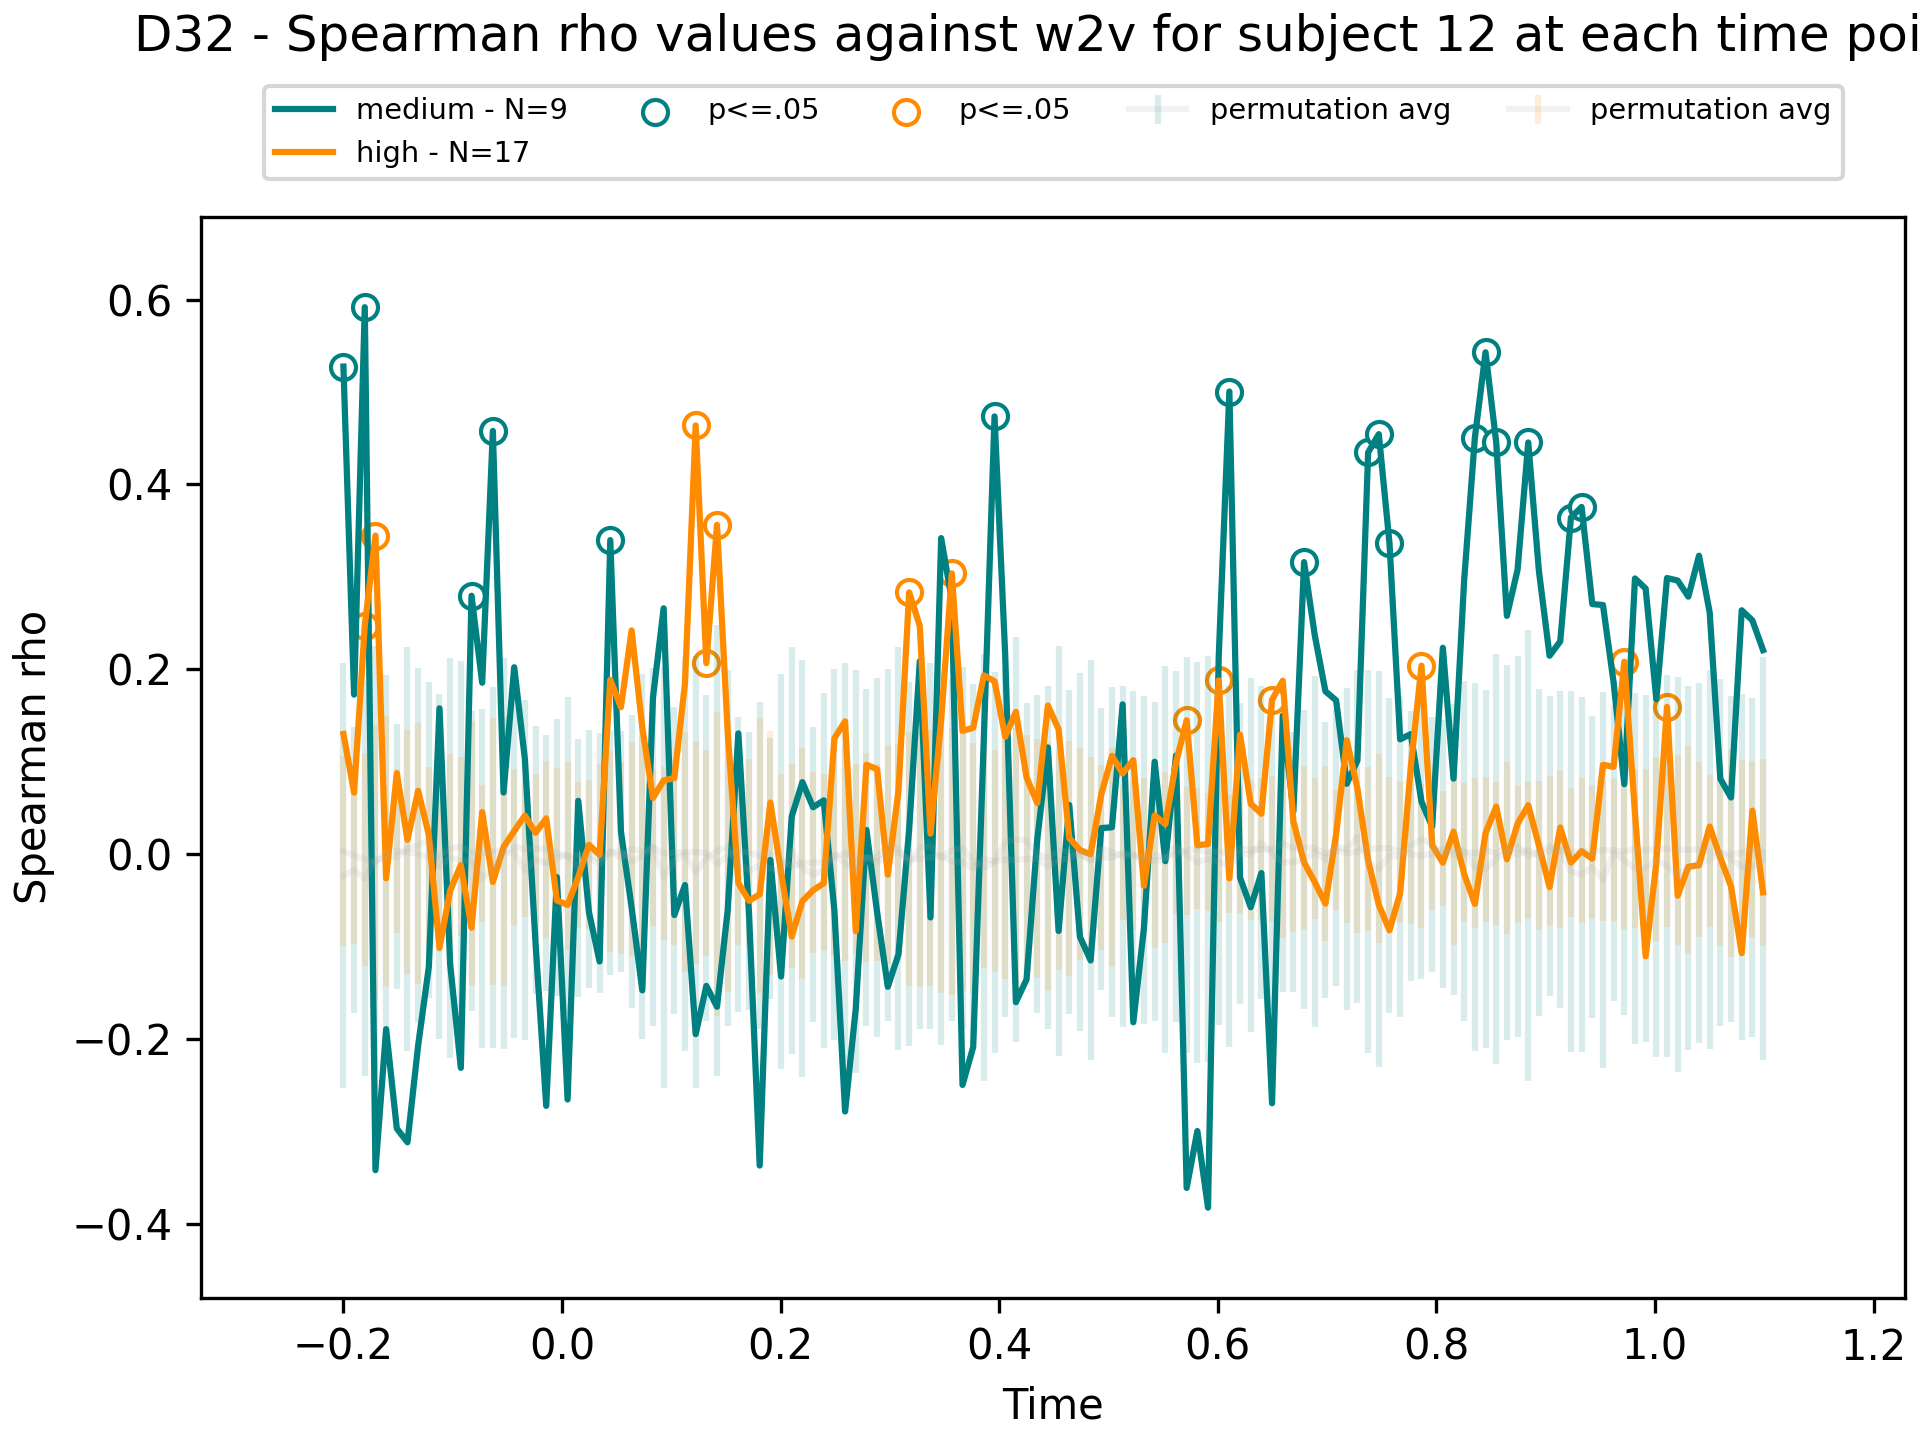 D32 - Spearman rho values against w2v for subject 12 at each time poi
medium - N=9
high - N=17
p<=.05
p<=.05
permutation avg
permutation avg
Spearman rho
0.6
0.4
0.2
0.0
−0.2
−0.4
−0.2 0.0 0.2 0.4 0.6 0.8 1.0 1.2
Time